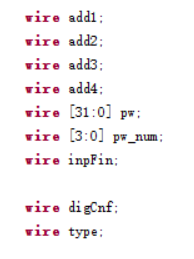 wire add1;
wire add2;
wire add3;
wire add4;
wire [31:0] pw;
wire [3:0] pw_num;
wire inpFin;
wire digCnf;
wire type;